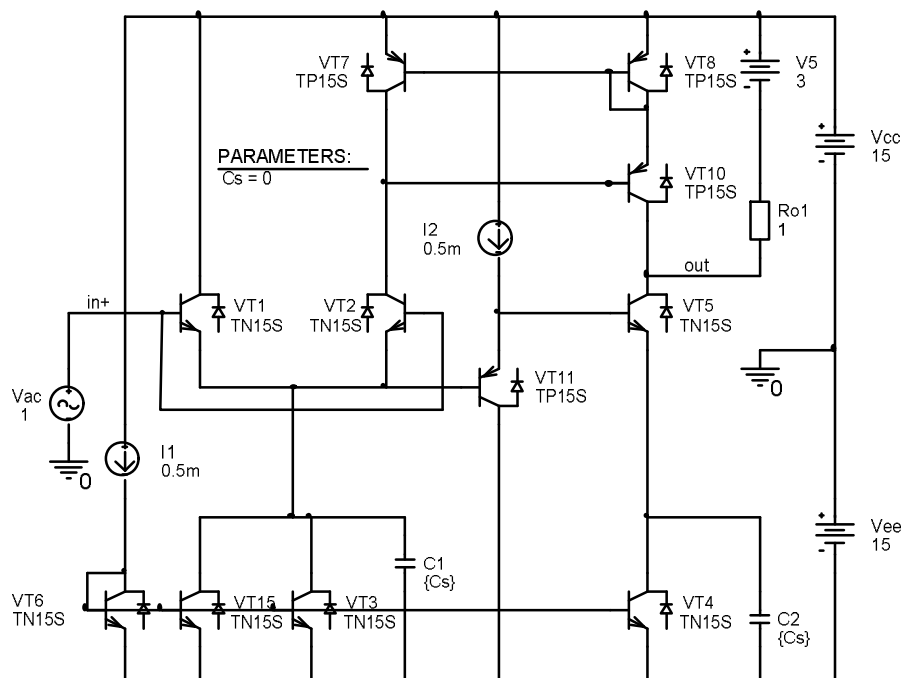 VT7
TP15S
VT8
TP15S
V5
3
Vcc
15
PARAMETERS:
Cs = 0
VT10
TP15S
Ro1
1
I2
0.5m
out
in+
VT1
TN15S
VT2
TN15S
VT5
TN15S
0
Vac
1
VT11
TP15S
I1
0.5m
0
Vee
15
C1
{Cs}
VT6
TN15S
VT15
TN15S
VT3
TN15S
VT4
TN15S
C2
{Cs}